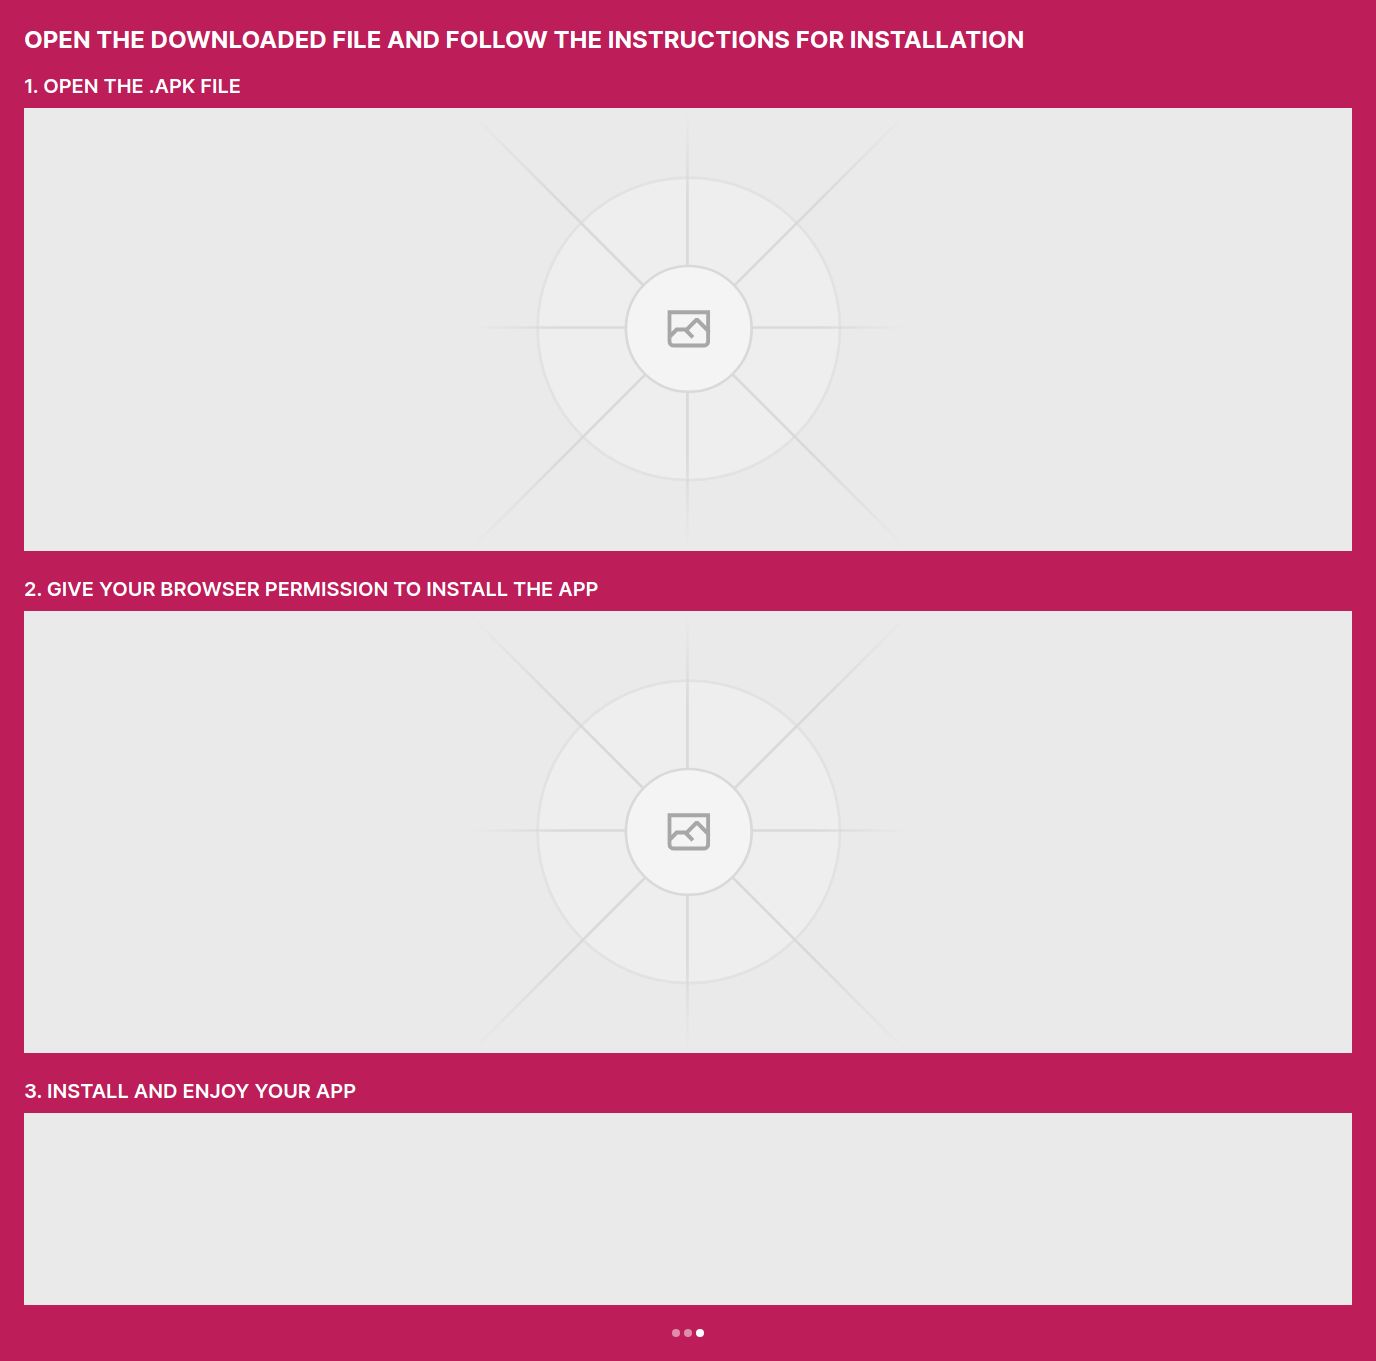 OPEN THE DOWNLOADED FILE AND FOLLOW THE INSTRUCTIONS FOR INSTALLATION
1. OPEN THE .APK FILE
2. GIVE YOUR BROWSER PERMISSION TO INSTALL THE APP
3. INSTALL AND ENJOY YOUR APP